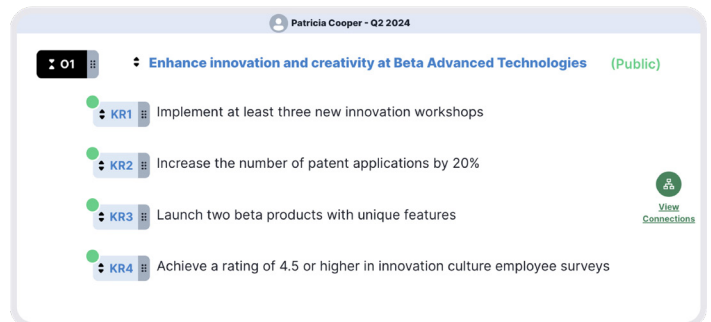 Patricia Cooper - Q2 2024
O1 Enhance innovation and creativity at Beta Advanced Technologies (Public)
KR1 Implement at least three new innovation workshops
KR2 Increase the number of patent applications by 20%
KR3 Launch two beta products with unique features
View
Connections
KR4 Achieve a rating of 4.5 or higher in innovation culture employee surveys